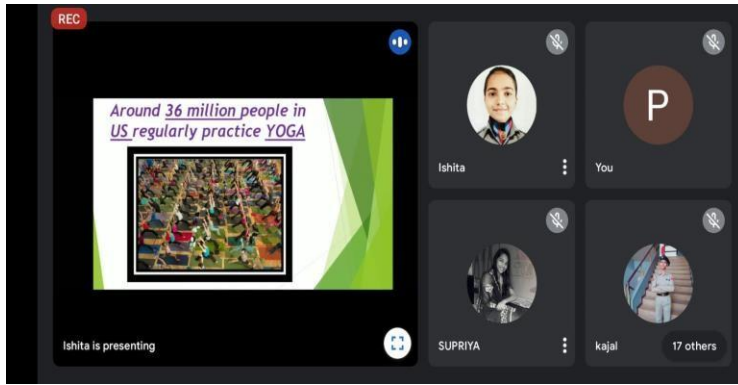 REC
Around 36 million people in
US regularly practice YOGA
Ishita is presenting
Ishita
P
You
SUPRIYA
kajal
17 others